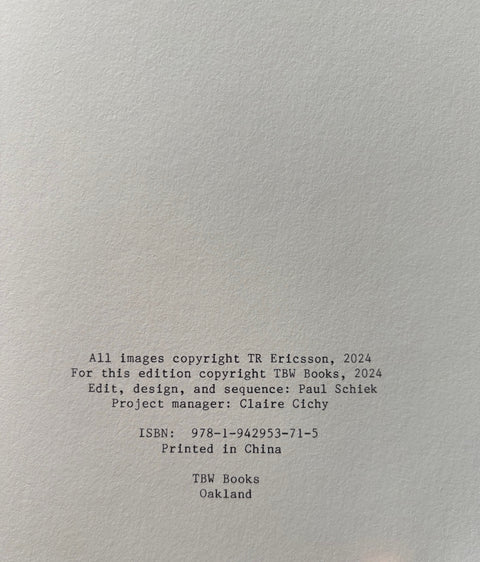 All images copyright TR Ericsson, 2024
For this edition copyright TBW Books, 2024
Edit, design, and sequence: Paul Schiek
Project manager: Claire Cichy
ISBN: 978-1-942953-71-5
Printed in China
TBW Books
Oakland